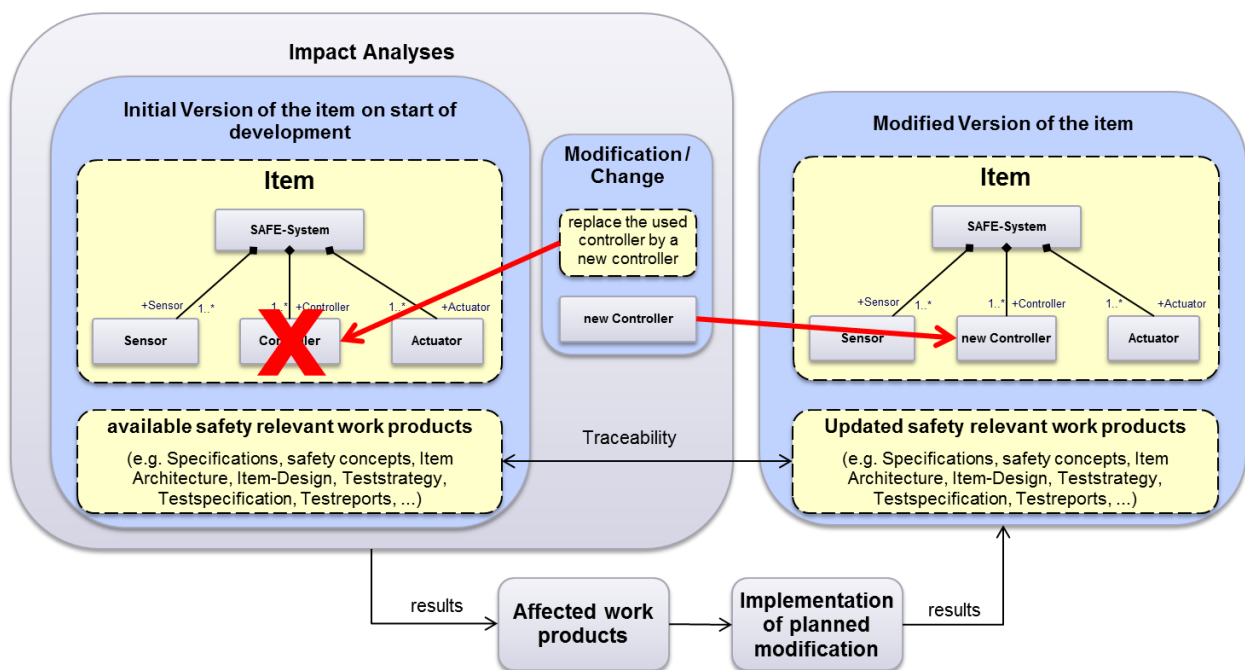 Impact Analyses
Initial Version of the item on start of
development
Item
SAFE-System
+Sensor
1..*
1..*
+Controller
1..*
+Actuator
Sensor
Controller
Actuator
X
available safety relevant work products
(e.g. Specifications, safety concepts, Item
Architecture, Item-Design, Teststrategy,
Testspecification, Testreports, ...)
Modification /
Change
replace the used
controller by a
new controller
new Controller
Traceability
Modified Version of the item
Item
SAFE-System
+Sensor
1..*
1..*
+Controller
1..*
+Actuator
Sensor
new Controller
Actuator
Updated safety relevant work products
(e.g. Specifications, safety concepts, Item
Architecture, Item-Design, Teststrategy,
Testspecification, Testreports, ...)
results
Affected work
products
Implementation
of planned
modification
results